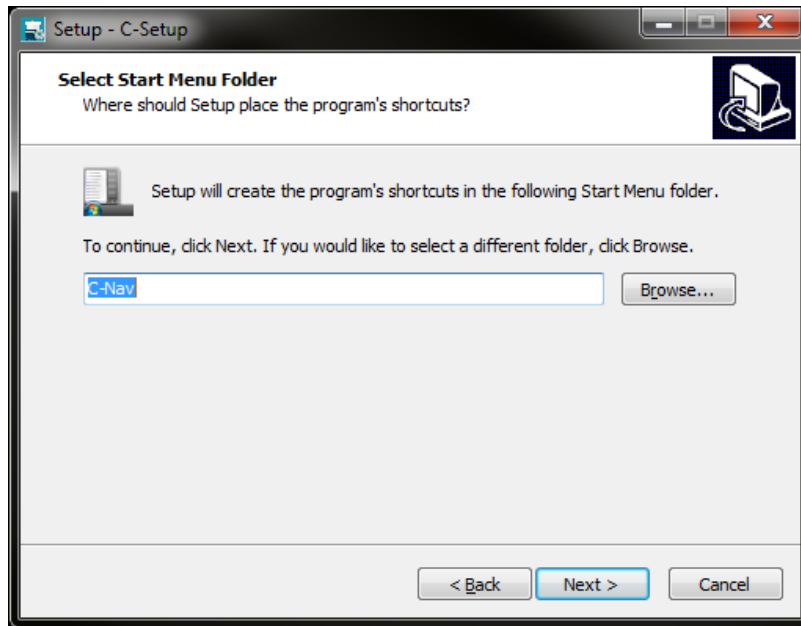 Setup - C-Setup
Select Start Menu Folder
Where should Setup place the program's shortcuts?
Setup will create the program's shortcuts in the following Start Menu folder.
To continue, click Next. If you would like to select a different folder, click Browse.
C-Nav
Browse...
< Back
Next >
Cancel